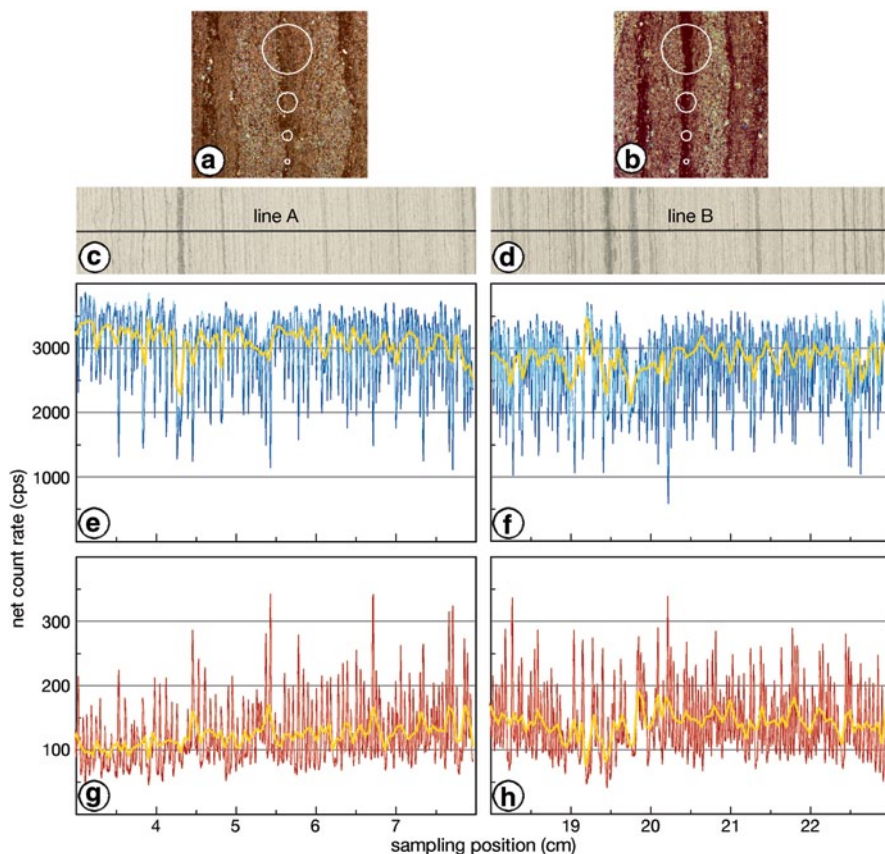 a
b
line A
line B
c
d
3000
2000
1000
e
f
net count rate (cps)
300
200
100
g
h
4 5 6 7
19 20 21 22
sampling position (cm)